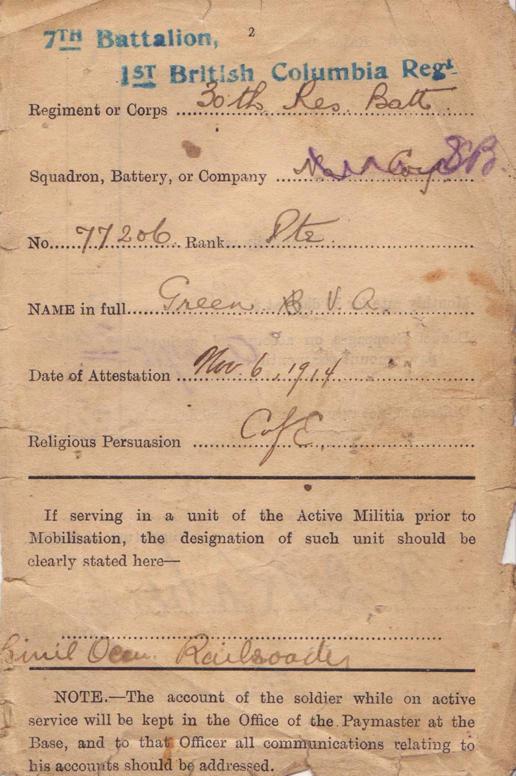 2
7TH Battalion,
1ST British Columbia Regt.
Regiment or Corps 30th Res. Batt
Squadron, Battery, or Company
No. 77206 Rank Pte
NAME in full Green B. V. A.
Date of Attestation Nov. 6, 1914
Religious Persuasion C of E.
If serving in a unit of the Active Militia prior to
Mobilisation, the designation of such unit should be
clearly stated here—
Civil Occu. Railroader
NOTE.—The account of the soldier while on active
service will be kept in the Office of the Paymaster at the
Base, and to that Officer all communications relating to
his accounts should be addressed.